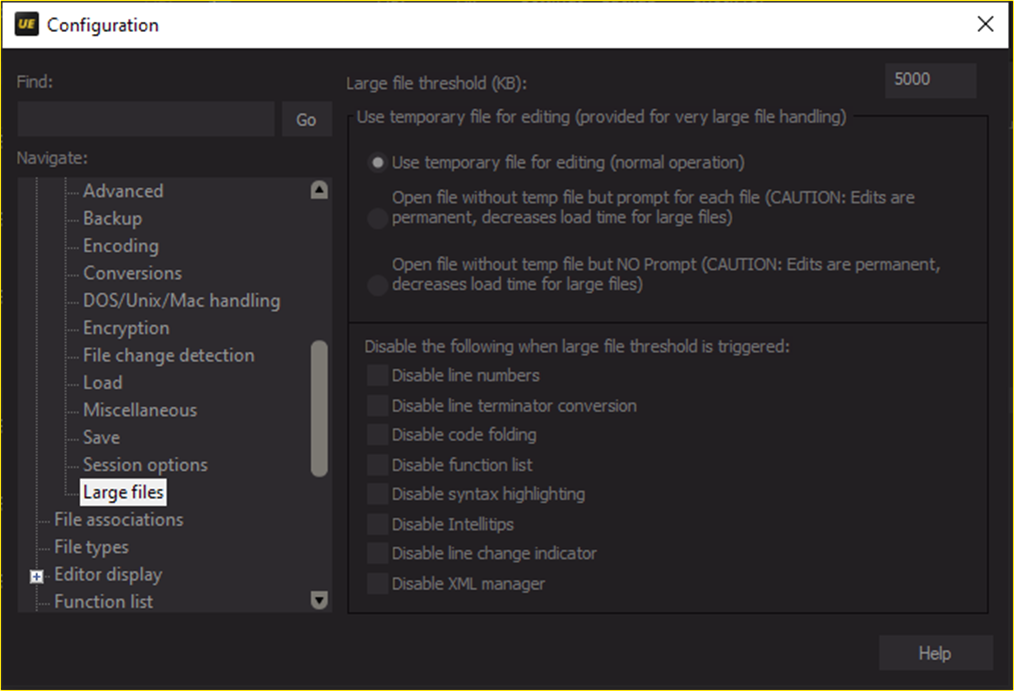 UE Configuration
Find:
Go
Navigate:
Advanced
Backup
Encoding
Conversions
DOS/Unix/Mac handling
Encryption
File change detection
Load
Miscellaneous
Save
Session options
Large files
File associations
File types
Editor display
Function list
Large file threshold (KB):
5000
Use temporary file for editing (provided for very large file handling)
Use temporary file for editing (normal operation)
Open file without temp file but prompt for each file (CAUTION: Edits are
permanent, decreases load time for large files)
Open file without temp file but NO Prompt (CAUTION: Edits are permanent,
decreases load time for large files)
Disable the following when large file threshold is triggered:
Disable line numbers
Disable line terminator conversion
Disable code folding
Disable function list
Disable syntax highlighting
Disable Intellitips
Disable line change indicator
Disable XML manager
Help